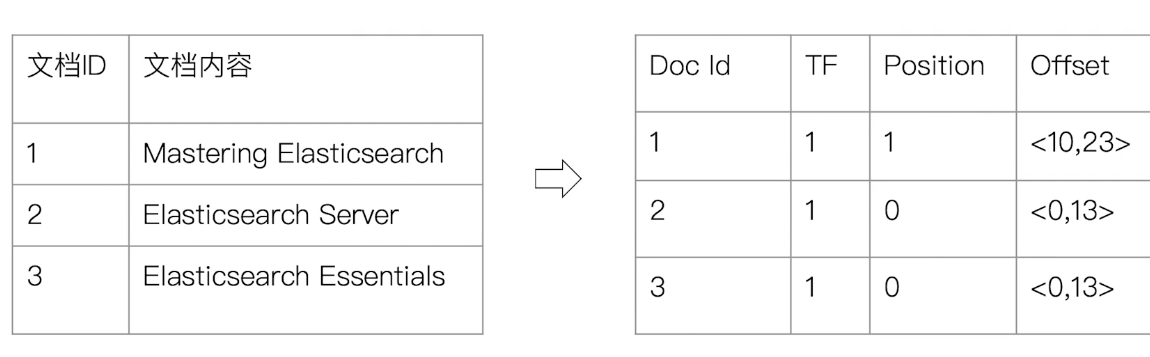 文档ID 文档内容
1 Mastering Elasticsearch
2 Elasticsearch Server
3 Elasticsearch Essentials
Doc Id TF Position Offset
1 1 1 <10,23>
2 1 0 <0,13>
3 1 0 <0,13>